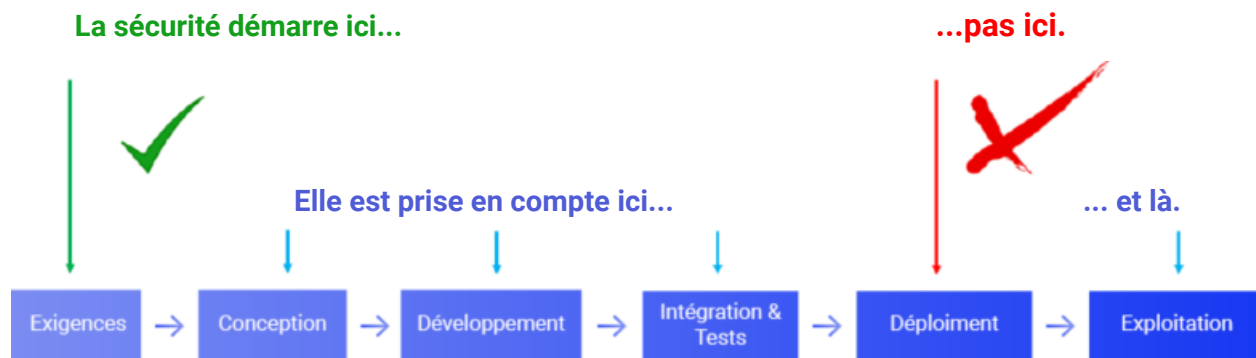 La sécurité démarre ici...
...pas ici.
Elle est prise en compte ici...
... et là.
Exigences
Conception
Développement
Intégration &
Tests
Déploiment
Exploitation